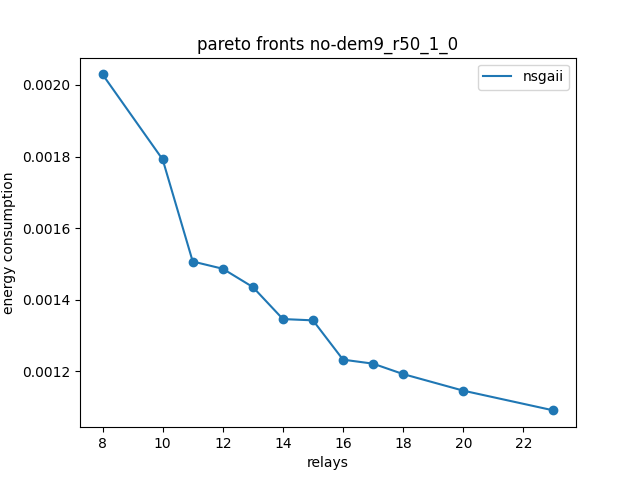 pareto fronts no-dem9_r50_1_0
nsgaii
0.0020
0.0018
0.0016
0.0014
0.0012
energy consumption
8 10 12 14 16 18 20 22
relays